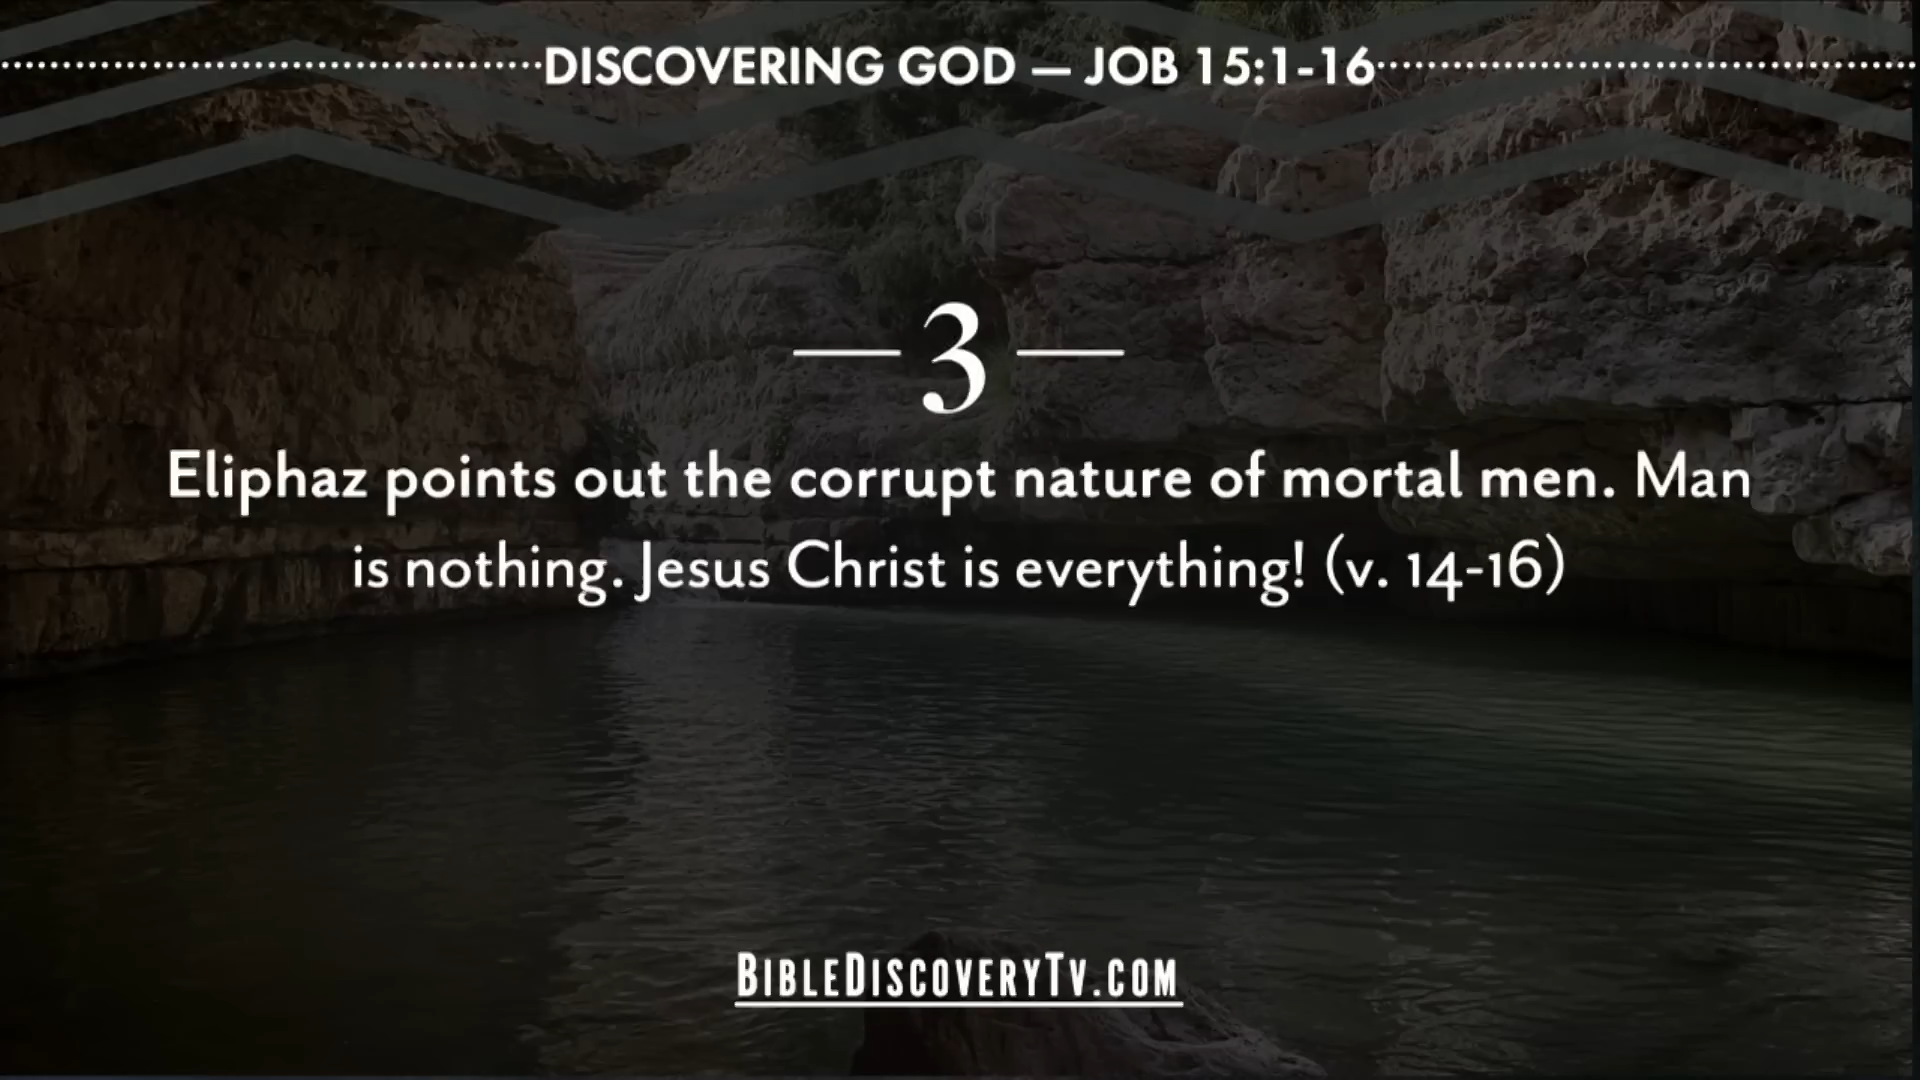 DISCOVERING GOD — JOB 15:1-16
3
Eliphaz points out the corrupt nature of mortal men. Man
is nothing. Jesus Christ is everything! (v. 14-16)
BIBLEDISCOVERYTV.COM